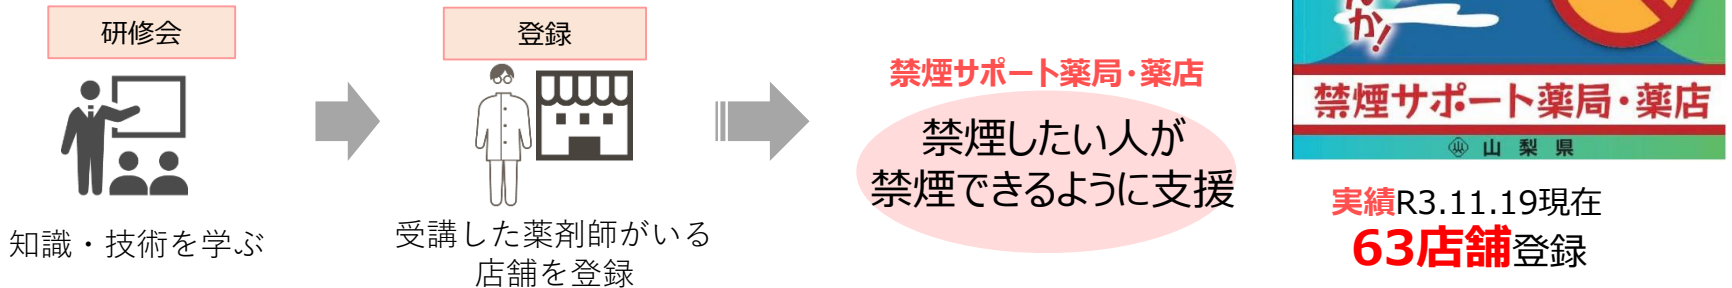 研修会
知識・技術を学ぶ
登録
受講した薬剤師がいる
店舗を登録
禁煙サポート薬局・薬店
禁煙したい人が
禁煙できるように支援
か!
禁煙サポート薬局・薬店
山梨県
実績R3.11.19現在
63店舗登録